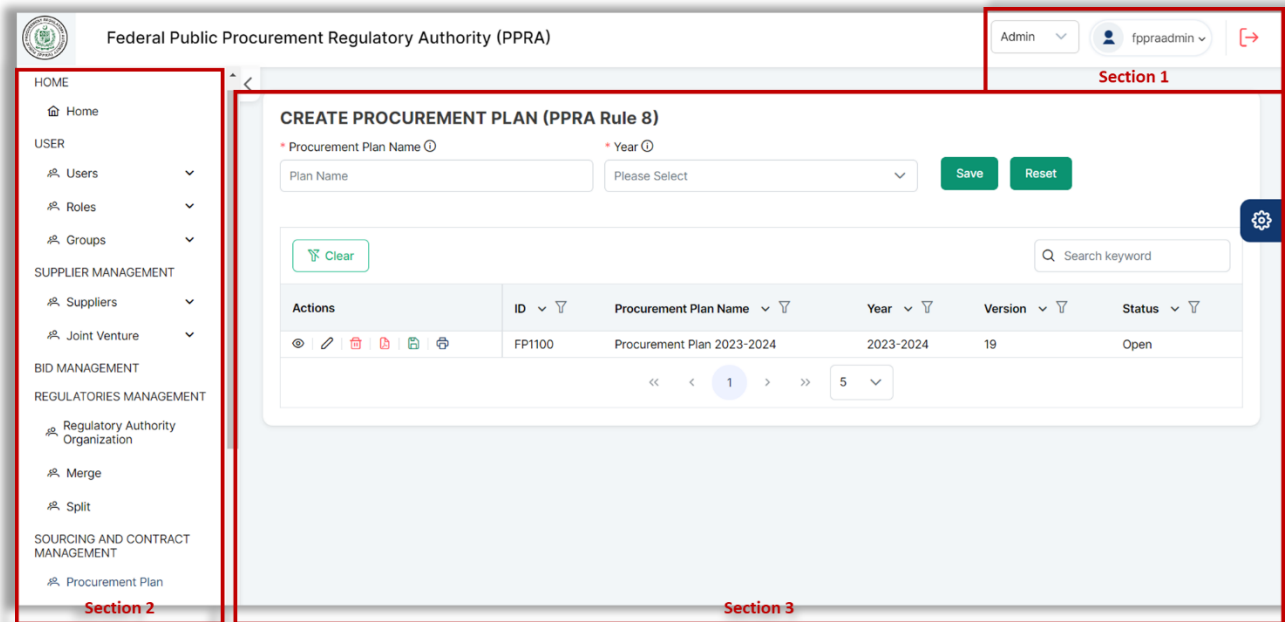 Federal Public Procurement Regulatory Authority (PPRA)
Admin
fppraadmin
Section 1
HOME
Home
USER
Users
Roles
Groups
SUPPLIER MANAGEMENT
Suppliers
Joint Venture
BID MANAGEMENT
REGULATORIES MANAGEMENT
Regulatory Authority
Organization
Merge
Split
SOURCING AND CONTRACT
MANAGEMENT
Procurement Plan
Section 2
CREATE PROCUREMENT PLAN (PPRA Rule 8)
* Procurement Plan Name * Year
Plan Name Please Select Save Reset
Clear Search keyword
Actions ID Procurement Plan Name Year Version Status
FP1100 Procurement Plan 2023-2024 2023-2024 19 Open
<< < 1 > >> 5
Section 3